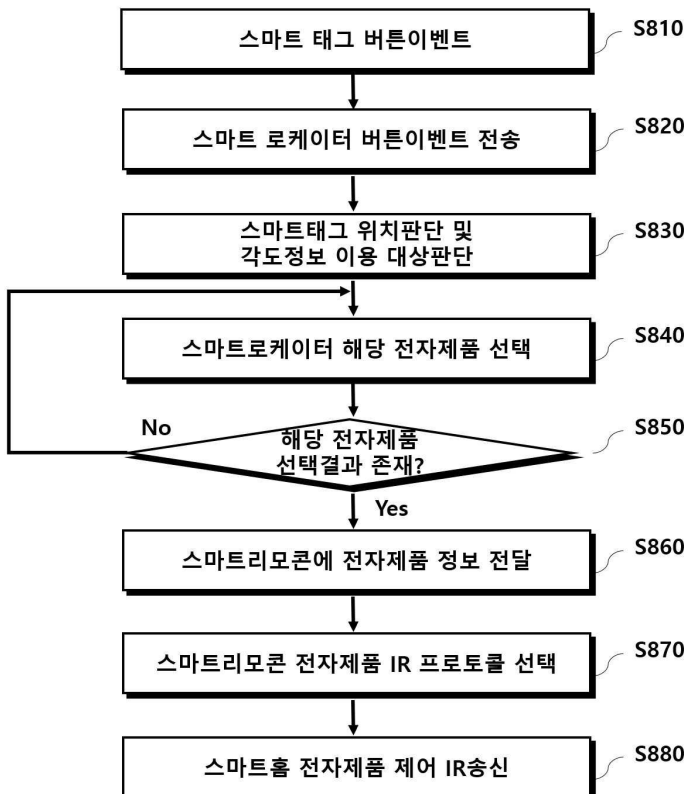 스마트 태그 버튼이벤트
S810
스마트 로케이터 버튼이벤트 전송
S820
스마트태그 위치판단 및
각도정보 이용 대상판단
S830
스마트로케이터 해당 전자제품 선택
S840
No
해당 전자제품
선택결과 존재?
S850
Yes
스마트리모콘에 전자제품 정보 전달
S860
스마트리모콘 전자제품 IR 프로토콜 선택
S870
스마트홈 전자제품 제어 IR송신
S880